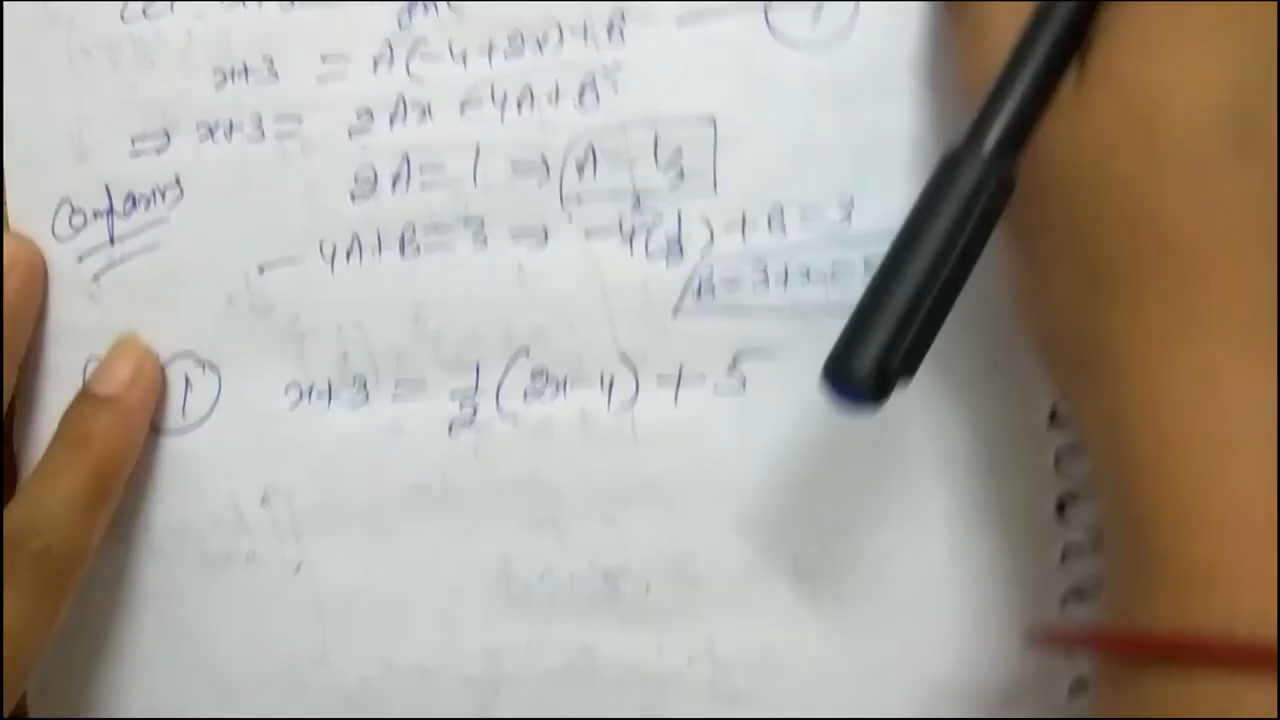 x+3 = A(-4+2x)+B ①
⇒ x+3 = 2Ax -4A+B
2A=1 ⇒ A = 1/2
Comparing
-4A+B=3 ⇒ -4(1/2)+B=3
B=3+2=5
① x+3 = 1/2 (2x-4) + 5